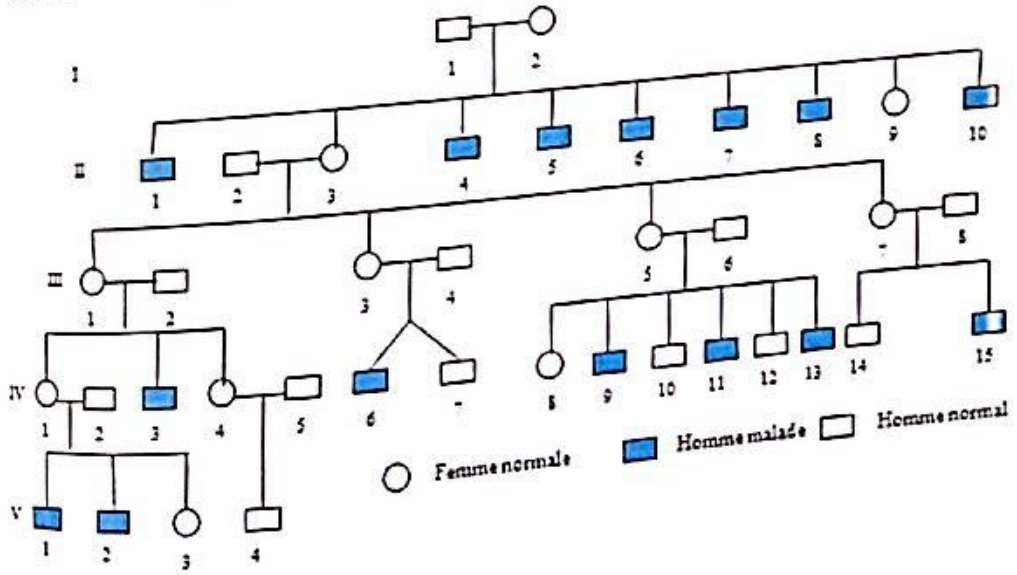 I
1 2
II
1 2 3 4 5 6 7 8 9 10
III
1 2 3 4 5 6 7 8
IV
1 2 3 4 5 6 7 8 9 10 11 12 13 14 15
Femme normale Homme malade Homme normal
V
1 2 3 4